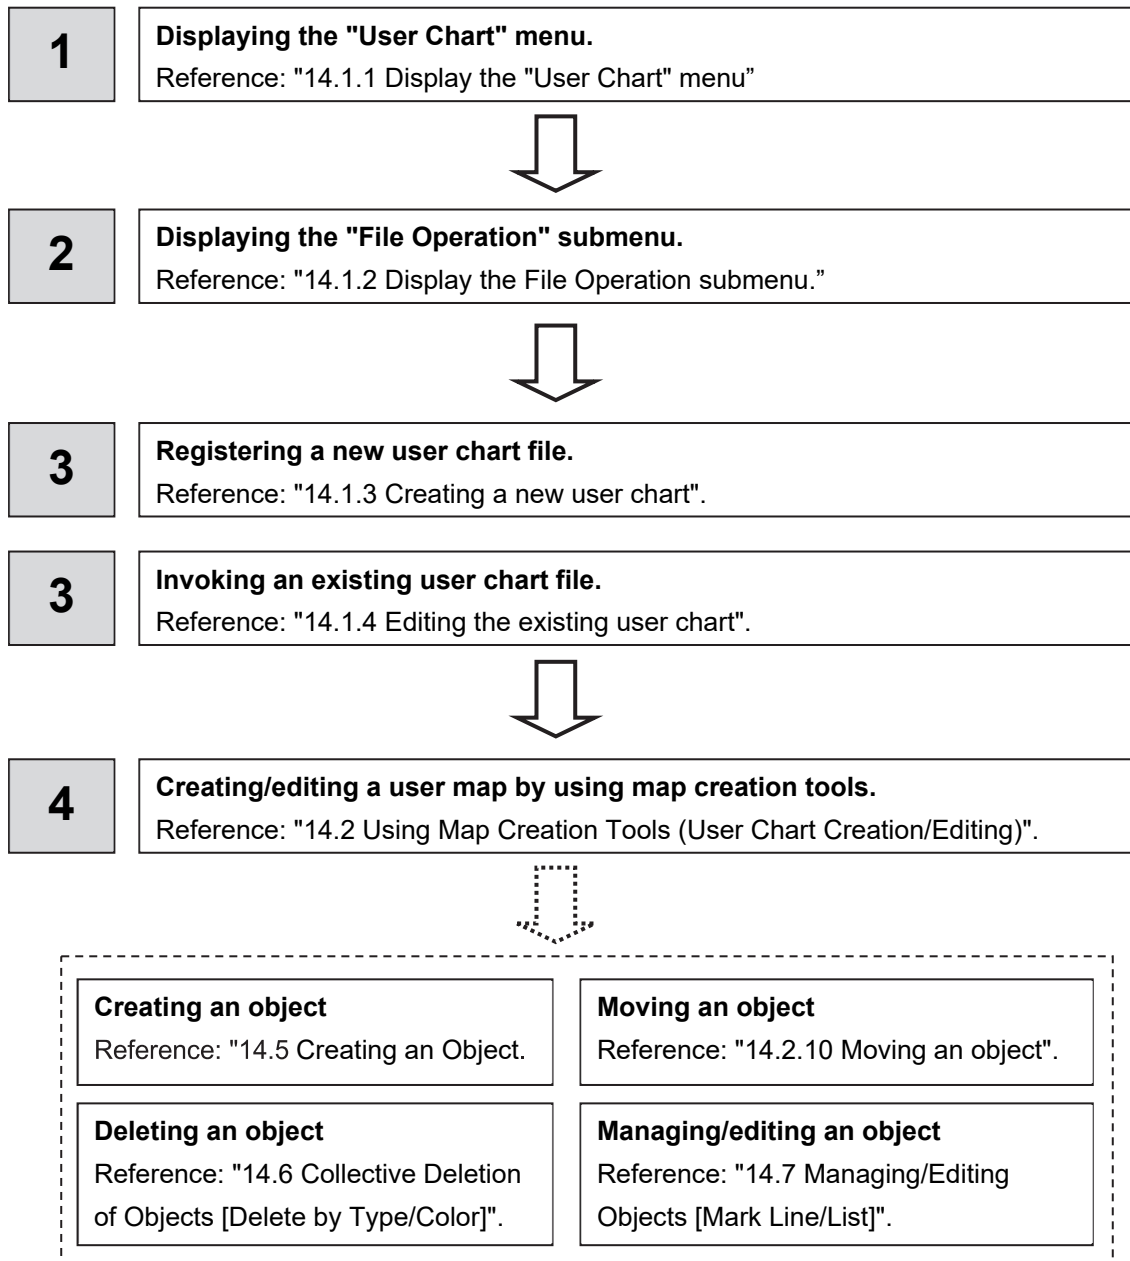 1
Displaying the "User Chart" menu.
Reference: "14.1.1 Display the "User Chart" menu”
2
Displaying the "File Operation" submenu.
Reference: "14.1.2 Display the File Operation submenu.”
3
Registering a new user chart file.
Reference: "14.1.3 Creating a new user chart".
3
Invoking an existing user chart file.
Reference: "14.1.4 Editing the existing user chart".
4
Creating/editing a user map by using map creation tools.
Reference: "14.2 Using Map Creation Tools (User Chart Creation/Editing)".
Creating an object
Reference: "14.5 Creating an Object.
Moving an object
Reference: "14.2.10 Moving an object".
Deleting an object
Reference: "14.6 Collective Deletion
of Objects [Delete by Type/Color]".
Managing/editing an object
Reference: "14.7 Managing/Editing
Objects [Mark Line/List]".